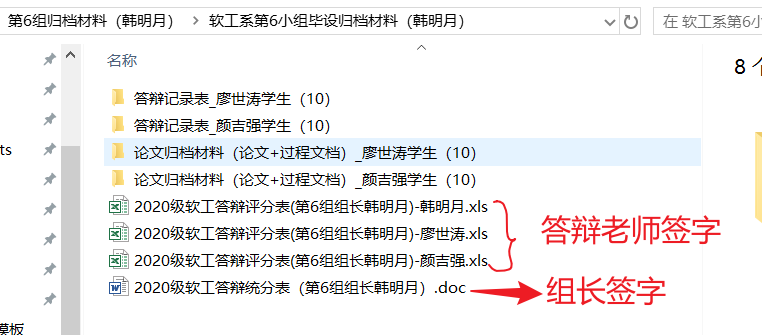 第6组归档材料（韩明月） > 软工系第6小组毕设归档材料（韩明月）
在 软工系第6
名称
8 个
答辩记录表_廖世涛学生（10）
答辩记录表_颜吉强学生（10）
ts
论文归档材料（论文+过程文档）_廖世涛学生（10）
论文归档材料（论文+过程文档）_颜吉强学生（10）
2020级软工答辩评分表(第6组组长韩明月)-韩明月.xls
2020级软工答辩评分表(第6组组长韩明月)-廖世涛.xls
答辩老师签字
2020级软工答辩评分表(第6组组长韩明月)-颜吉强.xls
2020级软工答辩统分表（第6组组长韩明月）.doc
组长签字
模板